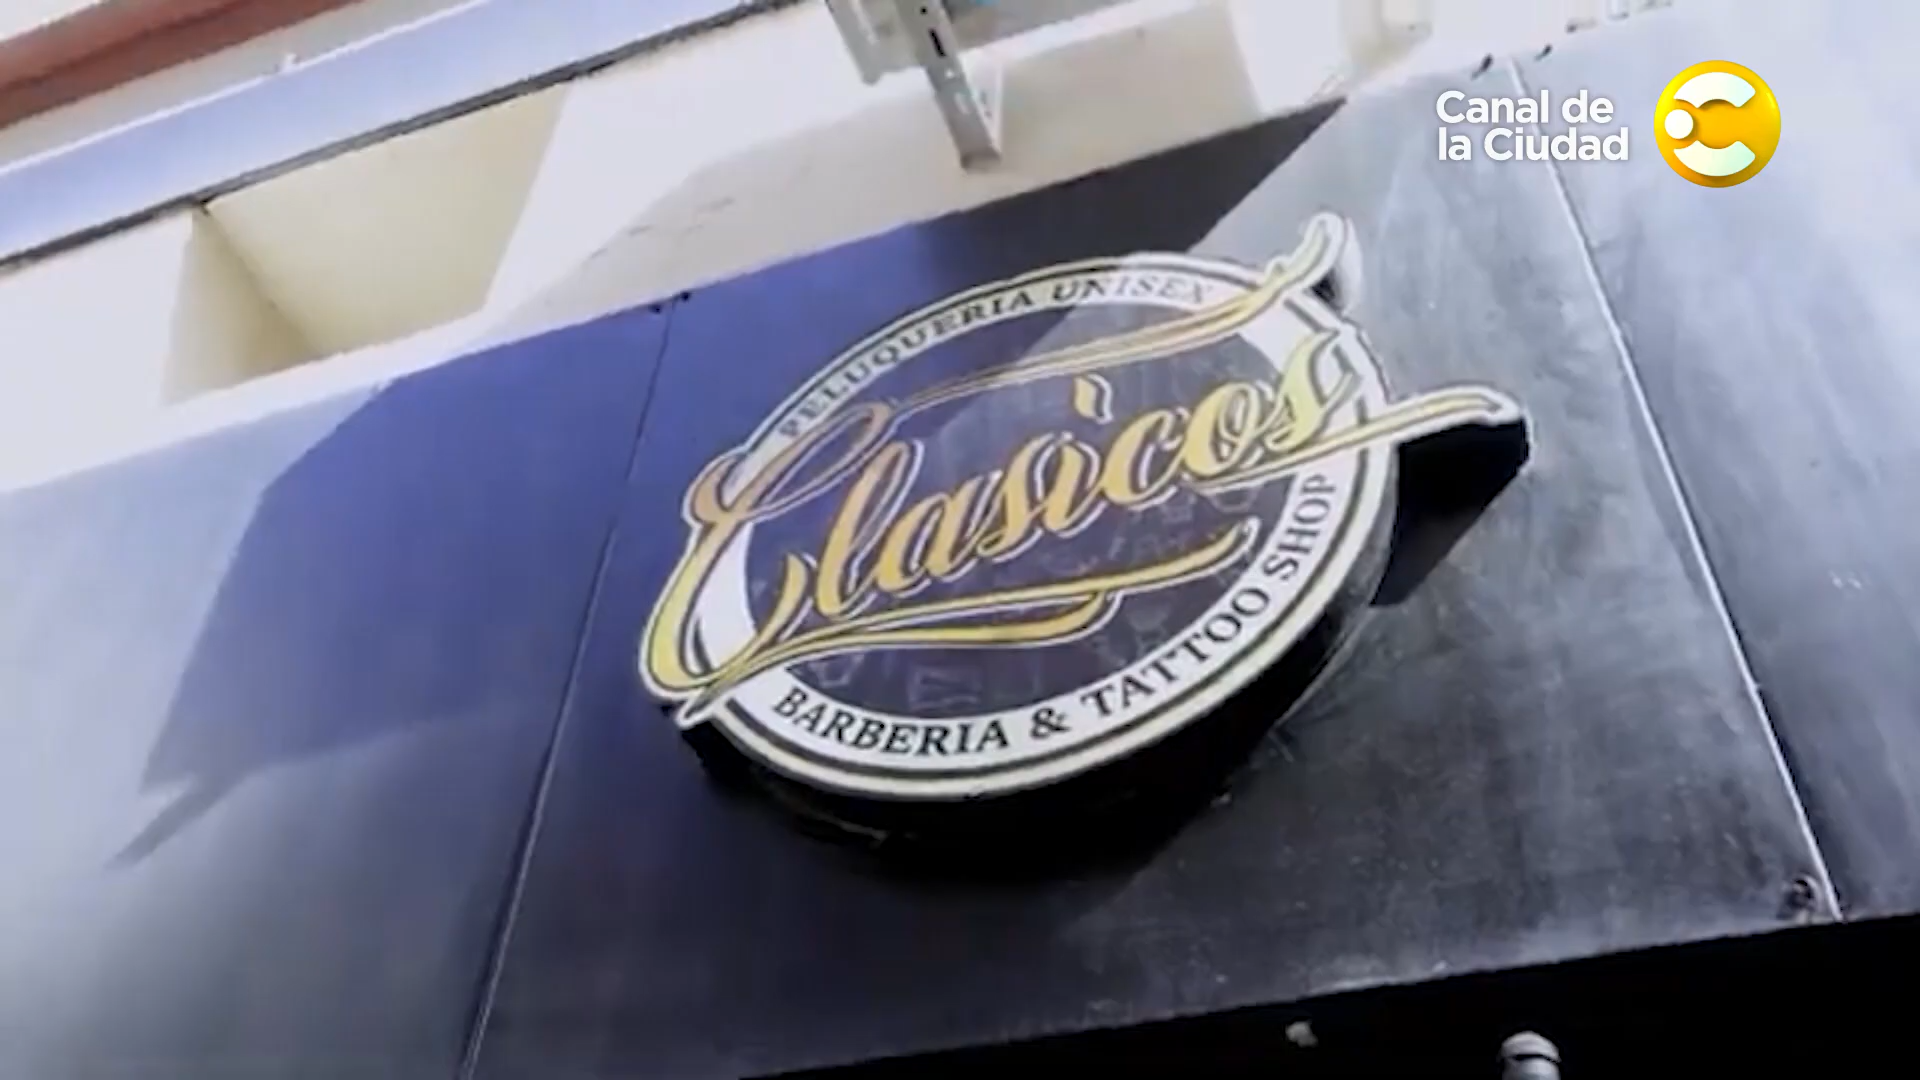 Canal de
la Ciudad
PELUQUERIA UNISEX
Clasicos
BARBERIA & TATTOO SHOP